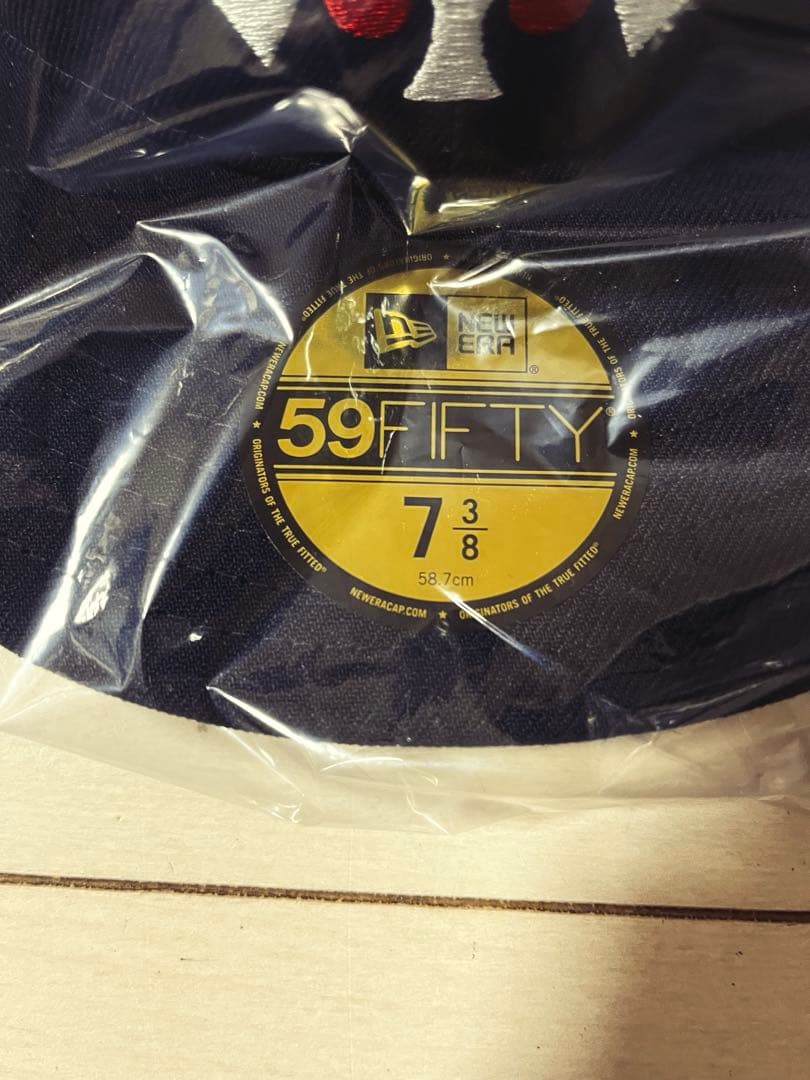 NEW
ERA®
59FIFTY®
7 3/8
58.7cm
ORIGINATORS OF THE TRUE FITTED®
NEWERACAP.COM ★ ORIGINATORS OF THE TRUE FITTED®
NEWERACAP.COM ★
ORIGINATORS OF THE TRUE FITTED®
NEWERACAP.COM ★